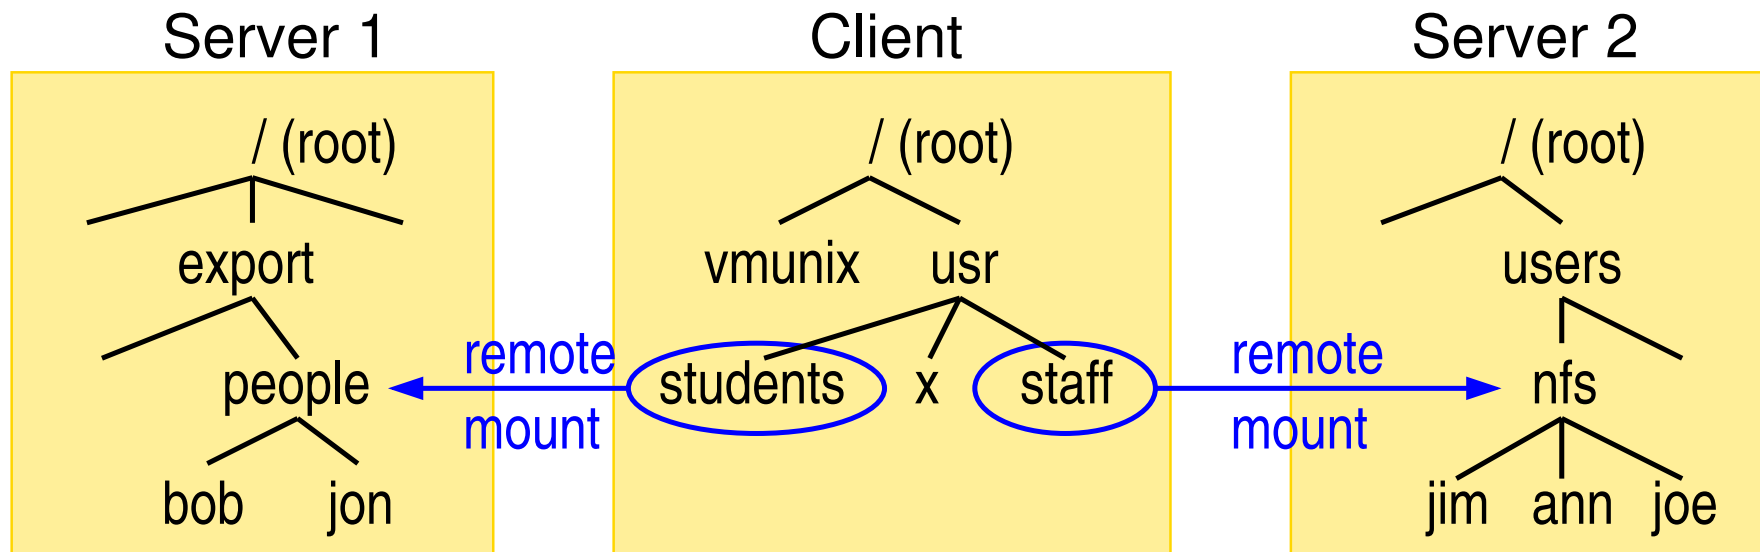 Server 1 Client Server 2
/ (root) / (root) / (root)
export vmunix usr users
remote remote
people students x staff nfs
mount mount
bob jon jim ann joe